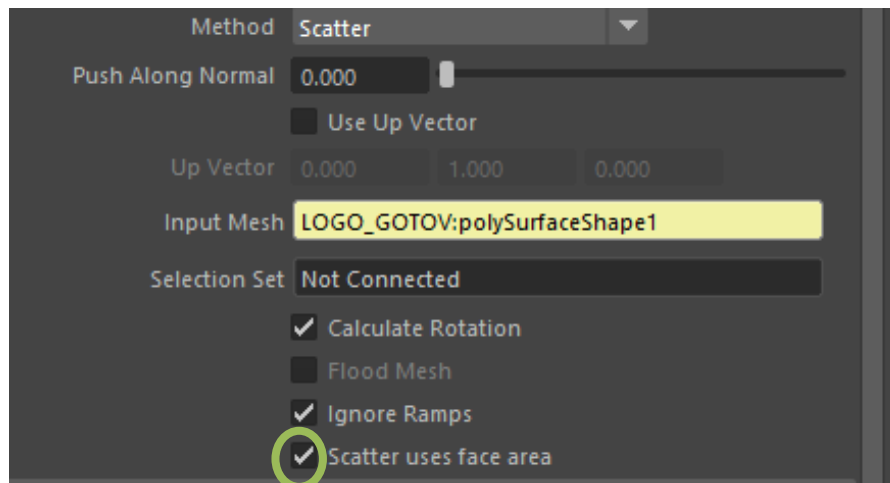 Method Scatter
Push Along Normal 0.000
Use Up Vector
Up Vector 0.000 1.000 0.000
Input Mesh LOGO_GOTOV:polySurfaceShape1
Selection Set Not Connected
Calculate Rotation
Flood Mesh
Ignore Ramps
Scatter uses face area